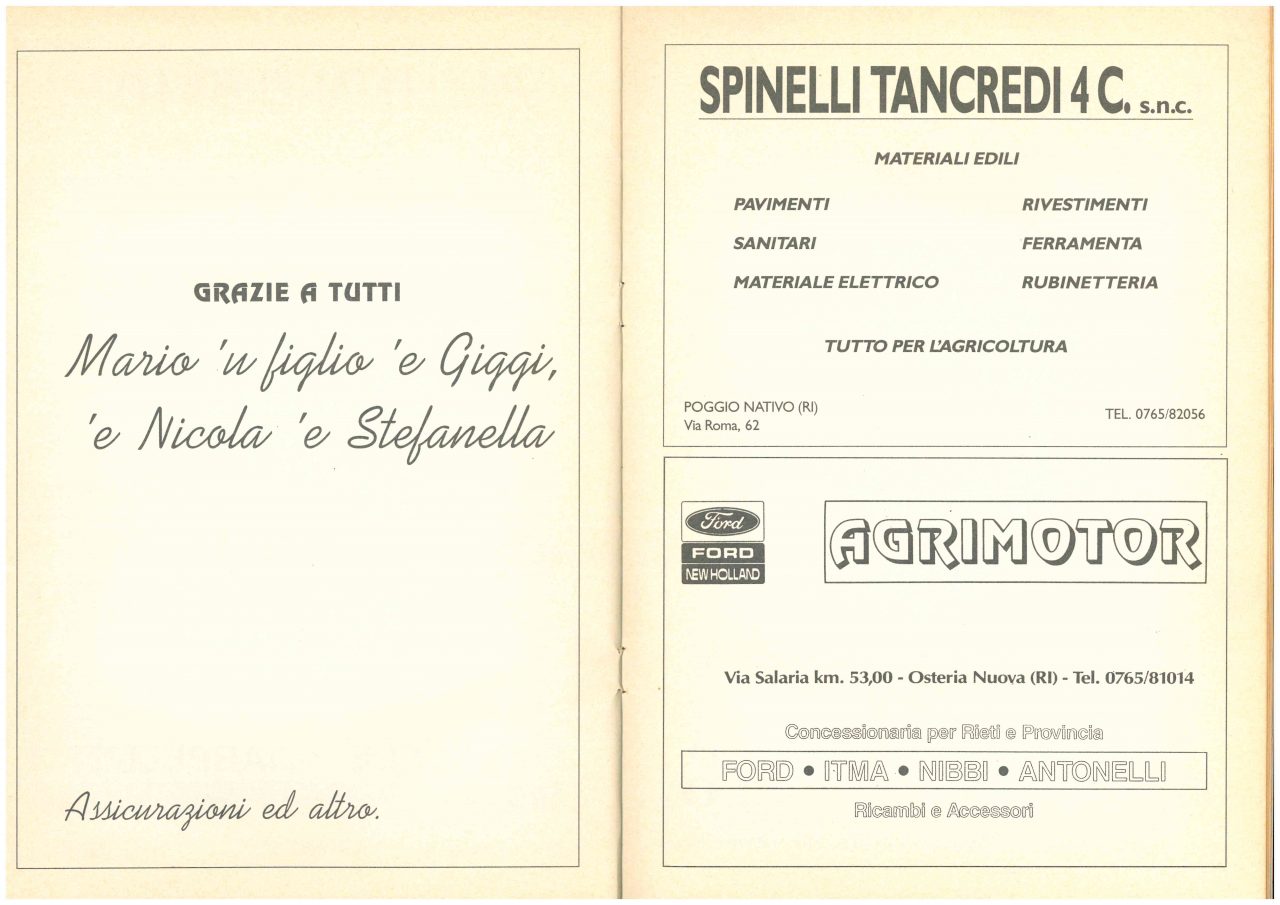 GRAZIE A TUTTI
Mario 'u figlio 'e Giggi,
'e Nicola 'e Stefanella
Assicurazioni ed altro.
SPINELLI TANCREDI 4 C. s.n.c.
MATERIALI EDILI
PAVIMENTI RIVESTIMENTI
SANITARI FERRAMENTA
MATERIALE ELETTRICO RUBINETTERIA
TUTTO PER L'AGRICOLTURA
POGGIO NATIVO (RI)
Via Roma, 62
TEL. 0765/82056
Ford
FORD
NEW HOLLAND
AGRIMOTOR
Via Salaria km. 53,00 - Osteria Nuova (RI) - Tel. 0765/81014
Concessionaria per Rieti e Provincia
FORD • ITMA • NIBBI • ANTONELLI
Ricambi e Accessori